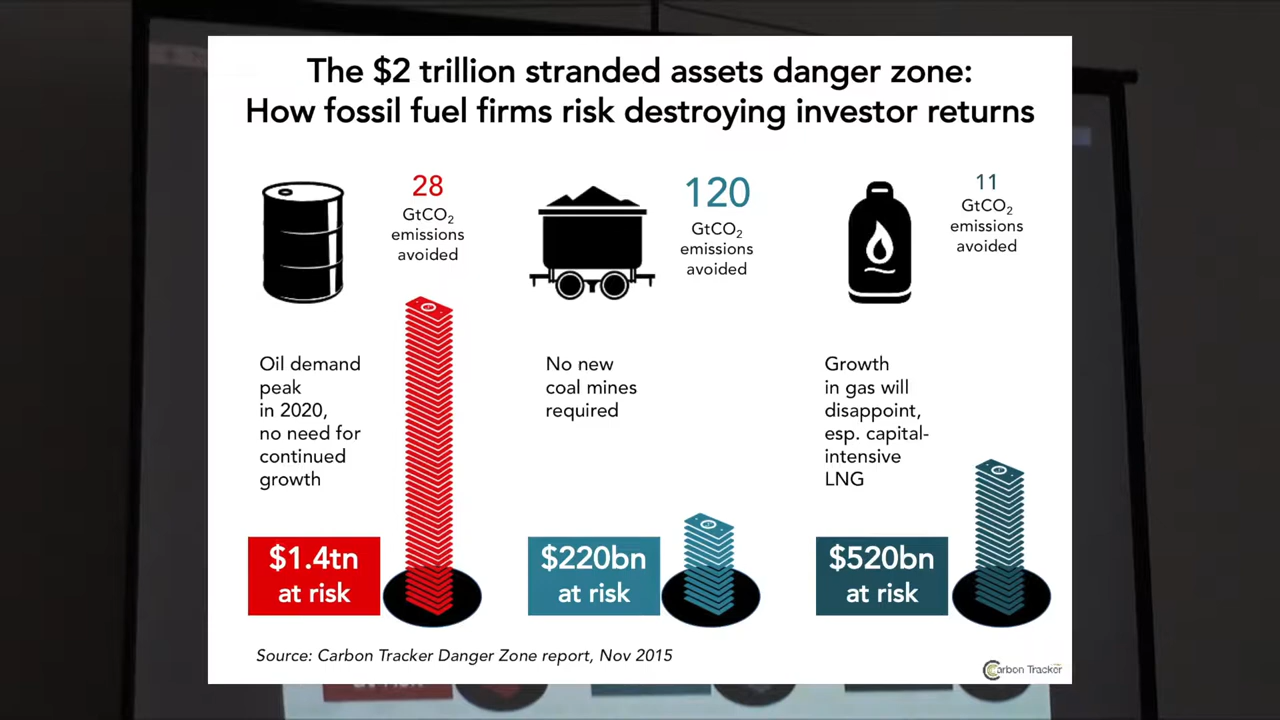 The $2 trillion stranded assets danger zone:
How fossil fuel firms risk destroying investor returns
28
GtCO₂
emissions
avoided
120
GtCO₂
emissions
avoided
11
GtCO₂
emissions
avoided
Oil demand
peak
in 2020,
no need for
continued
growth
No new
coal mines
required
Growth
in gas will
disappoint,
esp. capital-
intensive
LNG
$1.4tn
at risk
$220bn
at risk
$520bn
at risk
Source: Carbon Tracker Danger Zone report, Nov 2015
Carbon Tracker